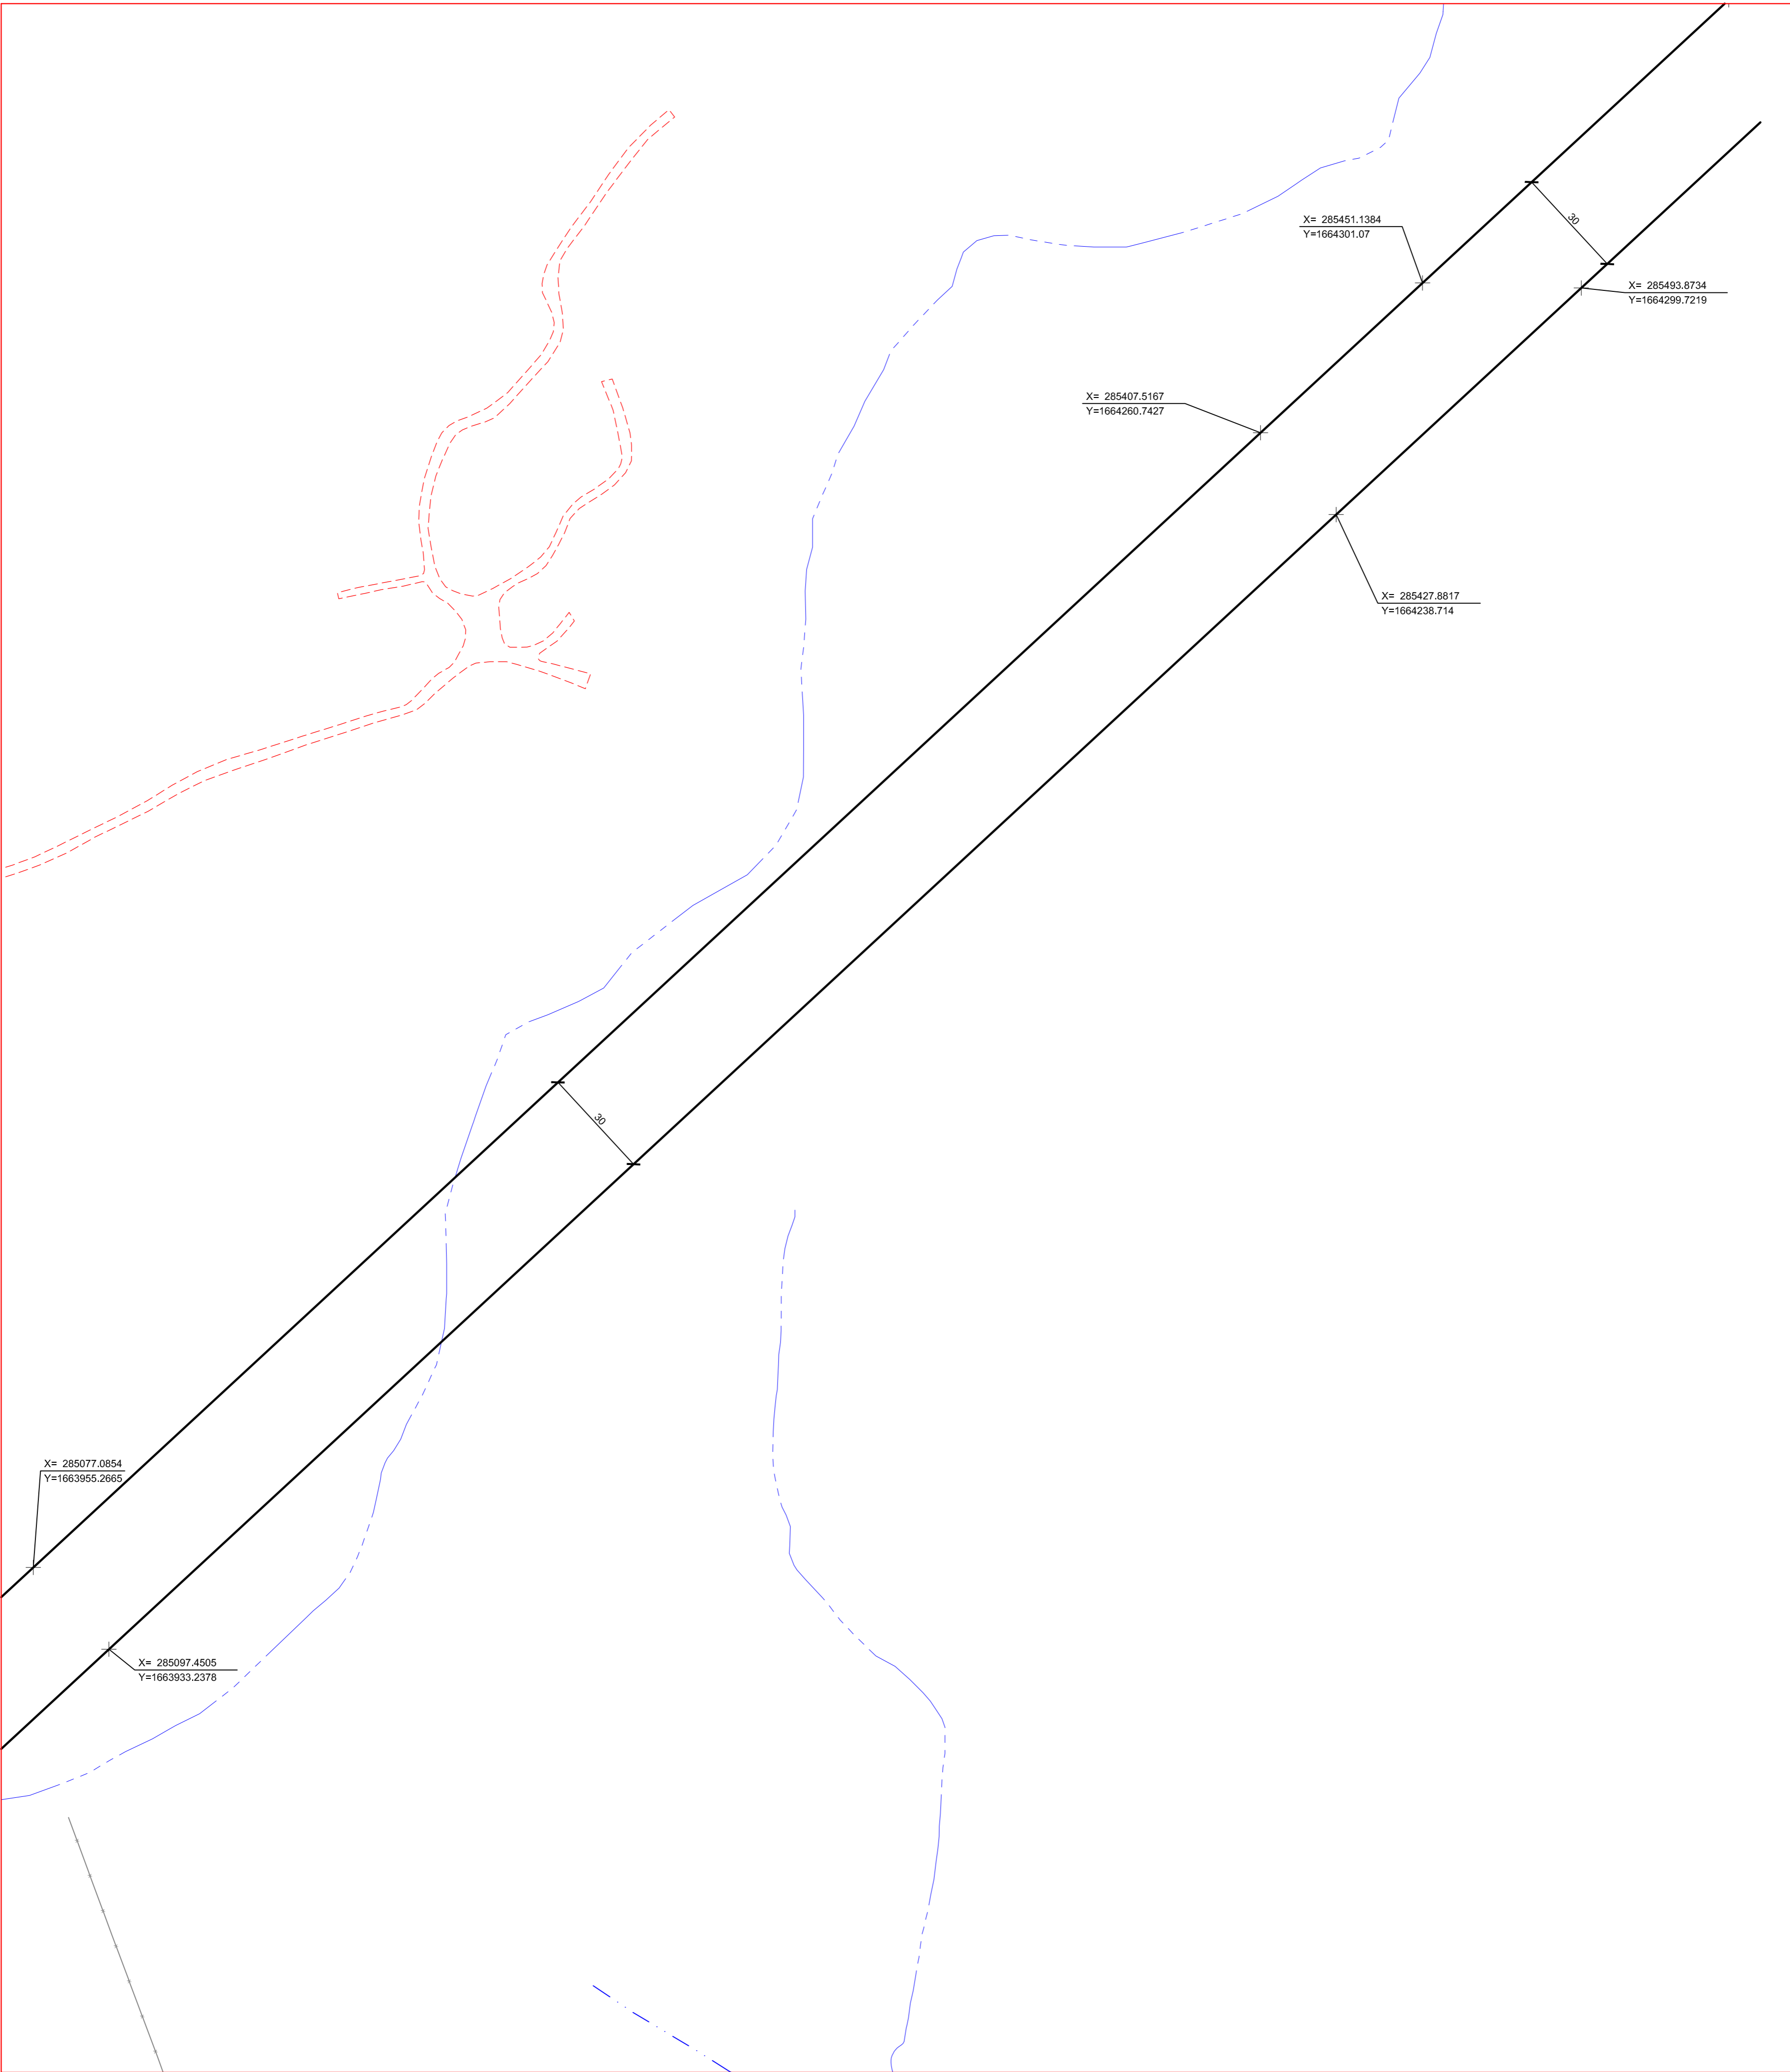 X= 285451.1384
Y=1664301.07
30
X= 285493.8734
Y=1664299.7219
X= 285407.5167
Y=1664260.7427
X= 285427.8817
Y=1664238.714
30
X= 285077.0854
Y=1663955.2665
X= 285097.4505
Y=1663933.2378